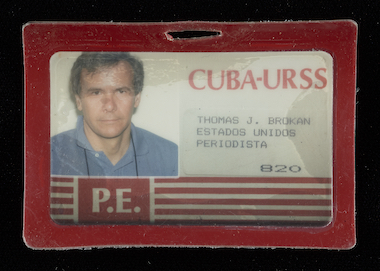 CUBA-URSS
THOMAS J. BROKAN
ESTADOS UNIDOS
PERIODISTA
820
P.E.